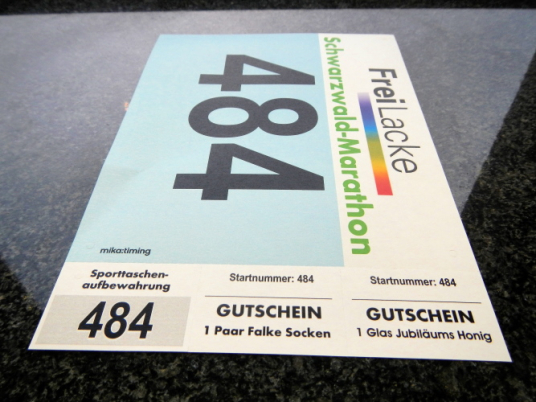 FreiLacke
Schwarzwald-Marathon
484
mika:timing
Sporttaschen-
aufbewahrung
484
Startnummer: 484
GUTSCHEIN
1 Paar Falke Socken
Startnummer: 484
GUTSCHEIN
1 Glas Jubiläums Honig